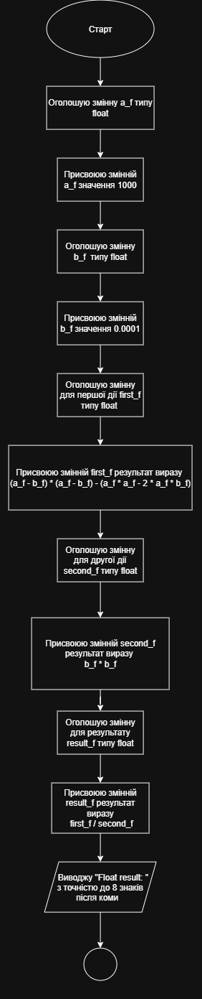 Старт
Оголошую змінну a_f типу
float
Присвоюю змінній
a_f значення 1000
Оголошую змінну
b_f  типу float
Присвоюю змінній
b_f значення 0.0001
Оголошую змінну
для першої дії first_f
типу float
Присвоюю змінній first_f результат виразу
(a_f - b_f) * (a_f - b_f) - (a_f * a_f - 2 * a_f * b_f)
Оголошую змінну
для другої дії
second_f типу float
Присвоюю змінній second_f
результат виразу
b_f * b_f
Оголошую змінну
для результату
result_f типу float
Присвоюю змінній
result_f результат
виразу
first_f / second_f
Виводжу "Float result: "
з точністю до 8 знаків
після коми